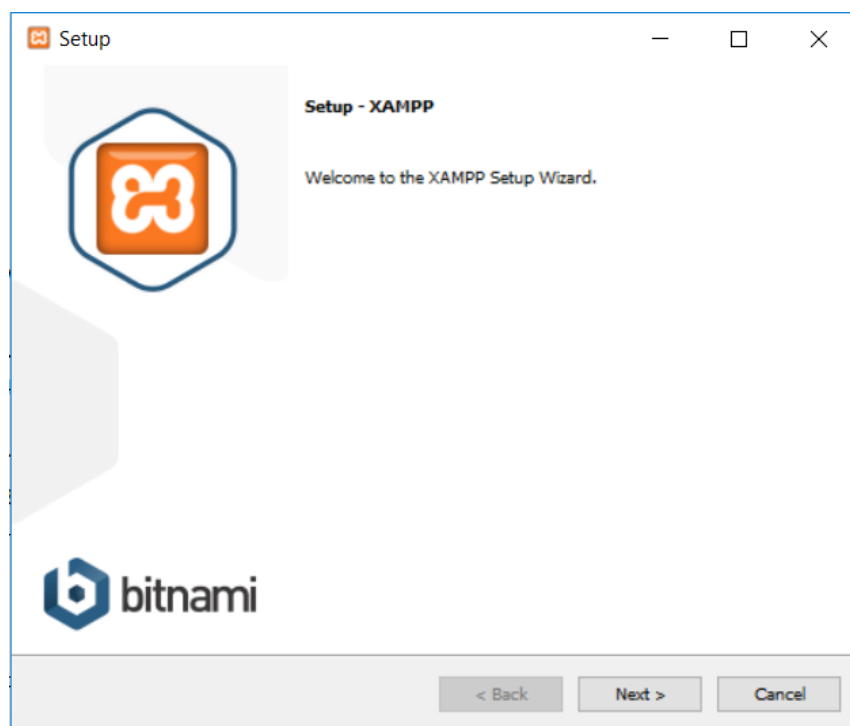 Setup
Setup - XAMPP
Welcome to the XAMPP Setup Wizard.
bitnami
< Back Next > Cancel